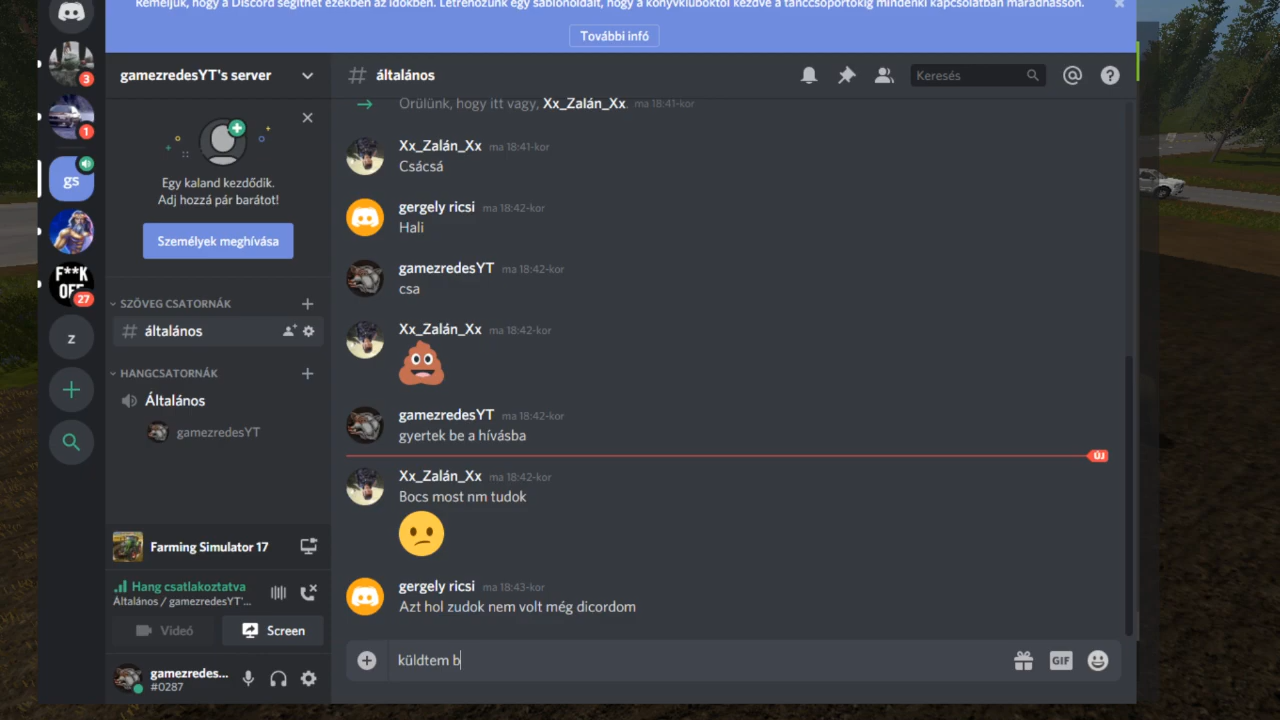 Reméljük, hogy a Discord segíthet ezekben az időkben. Létrehozunk egy sablonoldalt, hogy a könyvkluboktól kezdve a tánccsoportokig mindenki kapcsolatban maradhasson.
További infó
gamezredesYT's server
általános
Keresés
3
1
gs
F**K
OFF
27
z
Egy kaland kezdődik.
Adj hozzá pár barátot!
Személyek meghívása
SZÖVEG CSATORNÁK
általános
HANGCSATORNÁK
Általános
gamezredesYT
Farming Simulator 17
Hang csatlakoztatva
Általános / gamezredesYT'...
Videó
Screen
gamezredes...
#0287
Örülünk, hogy itt vagy, Xx_Zalán_Xx. ma 18:41-kor
Xx_Zalán_Xx ma 18:41-kor
Csácsá
gergely ricsi ma 18:42-kor
Hali
gamezredesYT ma 18:42-kor
csa
Xx_Zalán_Xx ma 18:42-kor
gamezredesYT ma 18:42-kor
gyertek be a hívásba
ÚJ
Xx_Zalán_Xx ma 18:42-kor
Bocs most nm tudok
gergely ricsi ma 18:43-kor
Azt hol zudok nem volt még dicordom
küldtem b
GIF